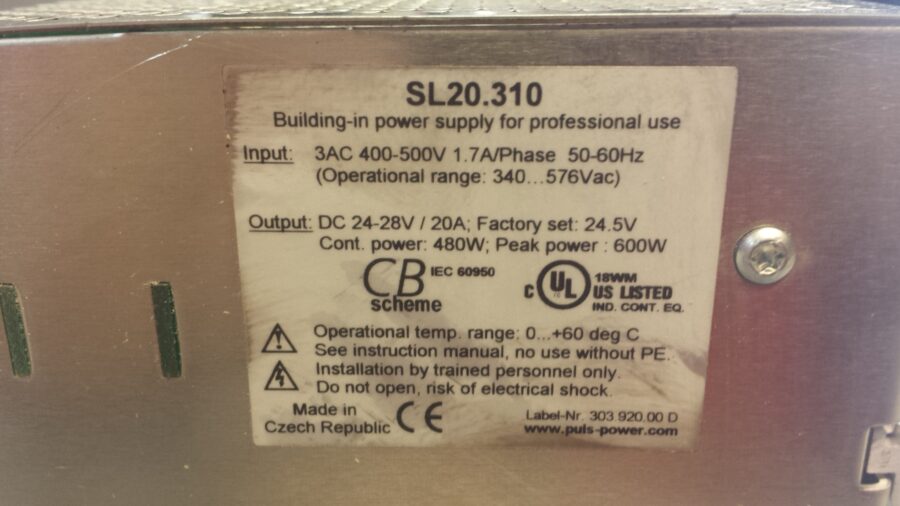 SL20.310
Building-in power supply for professional use
Input: 3AC 400-500V 1.7A/Phase 50-60Hz
(Operational range: 340...576Vac)
Output: DC 24-28V / 20A; Factory set: 24.5V
Cont. power: 480W; Peak power : 600W
CB IEC 60950
scheme
c UL 18WM
US LISTED
IND. CONT. EQ.
Operational temp. range: 0...+60 deg C
See instruction manual, no use without PE.
Installation by trained personnel only.
Do not open, risk of electrical shock.
Made in
Czech Republic CE
Label-Nr. 303 920.00 D
www.puls-power.com